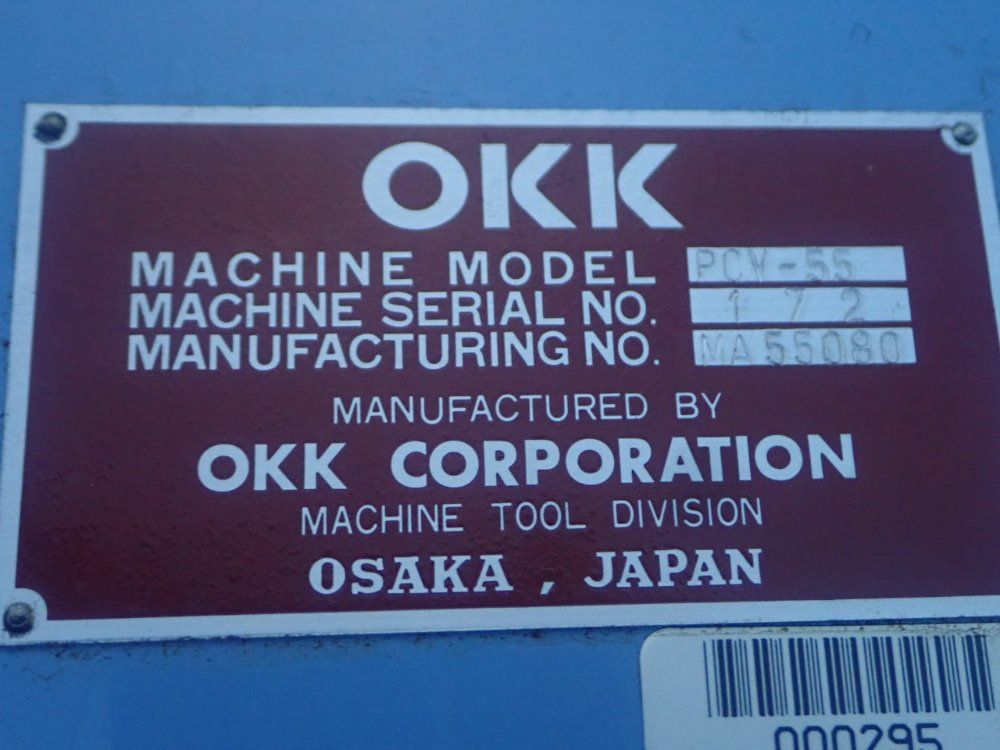 OKK
MACHINE MODEL PCV-55
MACHINE SERIAL NO. 172
MANUFACTURING NO. MA55080
MANUFACTURED BY
OKK CORPORATION
MACHINE TOOL DIVISION
OSAKA, JAPAN
000295